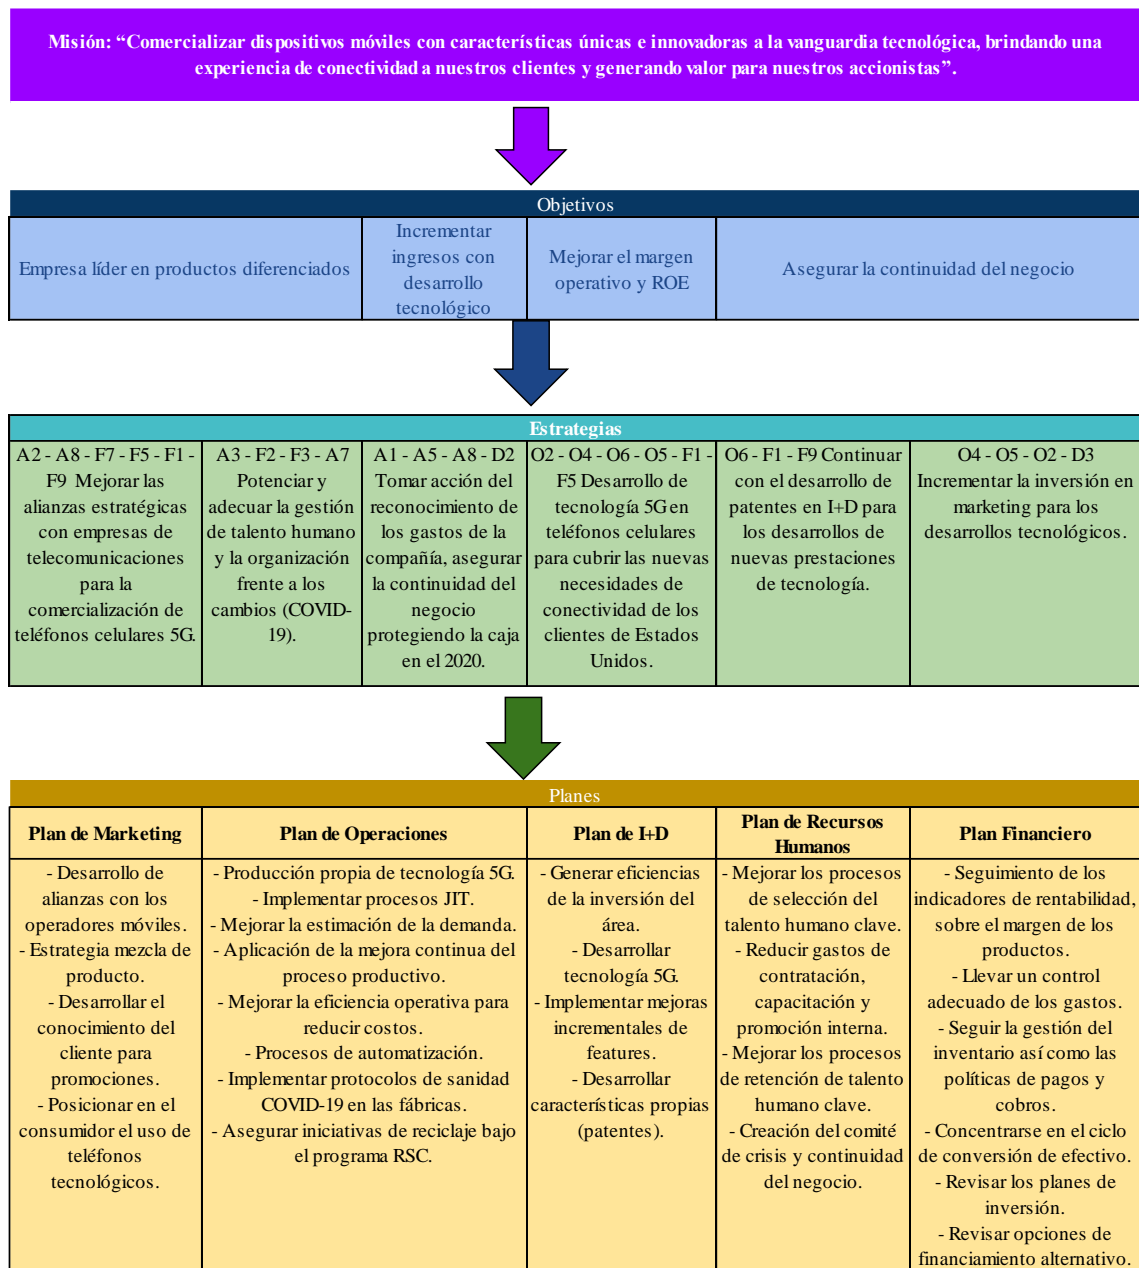 Misión: “Comercializar dispositivos móviles con características únicas e innovadoras a la vanguardia tecnológica, brindando una
experiencia de conectividad a nuestros clientes y generando valor para nuestros accionistas”.
Objetivos
Empresa líder en productos diferenciados
Incrementar
ingresos con
desarrollo
tecnológico
Mejorar el margen
operativo y ROE
Asegurar la continuidad del negocio
Estrategias
A2 - A8 - F7 - F5 - F1 -
F9 Mejorar las
alianzas estratégicas
con empresas de
telecomunicaciones
para la
comercialización de
teléfonos celulares 5G.
A3 - F2 - F3 - A7
Potenciar y
adecuar la gestión
de talento humano
y la organización
frente a los
cambios (COVID-
19).
A1 - A5 - A8 - D2
Tomar acción del
reconocimiento de
los gastos de la
compañía, asegurar
la continuidad del
negocio
protegiendo la caja
en el 2020.
O2 - O4 - O6 - O5 - F1 -
F5 Desarrollo de
tecnología 5G en
teléfonos celulares
para cubrir las nuevas
necesidades de
conectividad de los
clientes de Estados
Unidos.
O6 - F1 - F9 Continuar
con el desarrollo de
patentes en I+D para
los desarrollos de
nuevas prestaciones
de tecnología.
O4 - O5 - O2 - D3
Incrementar la inversión en
marketing para los
desarrollos tecnológicos.
Planes
Plan de Marketing
- Desarrollo de
alianzas con los
operadores móviles.
- Estrategia mezcla de
producto.
- Desarrollar el
conocimiento del
cliente para
promociones.
- Posicionar en el
consumidor el uso de
teléfonos
tecnológicos.
Plan de Operaciones
- Producción propia de tecnología 5G.
- Implementar procesos JIT.
- Mejorar la estimación de la demanda.
- Aplicación de la mejora continua del
proceso productivo.
- Mejorar la eficiencia operativa para
reducir costos.
- Procesos de automatización.
- Implementar protocolos de sanidad
COVID-19 en las fábricas.
- Asegurar iniciativas de reciclaje bajo
el programa RSC.
Plan de I+D
- Generar eficiencias
de la inversión del
área.
- Desarrollar
tecnología 5G.
- Implementar mejoras
incrementales de
features.
- Desarrollar
características propias
(patentes).
Plan de Recursos
Humanos
- Mejorar los procesos
de selección del
talento humano clave.
- Reducir gastos de
contratación,
capacitación y
promoción interna.
- Mejorar los procesos
de retención de talento
humano clave.
- Creación del comité
de crisis y continuidad
del negocio.
Plan Financiero
- Seguimiento de los
indicadores de rentabilidad,
sobre el margen de los
productos.
- Llevar un control
adecuado de los gastos.
- Seguir la gestión del
inventario así como las
políticas de pagos y
cobros.
- Concentrarse en el ciclo
de conversión de efectivo.
- Revisar los planes de
inversión.
- Revisar opciones de
financiamiento alternativo.